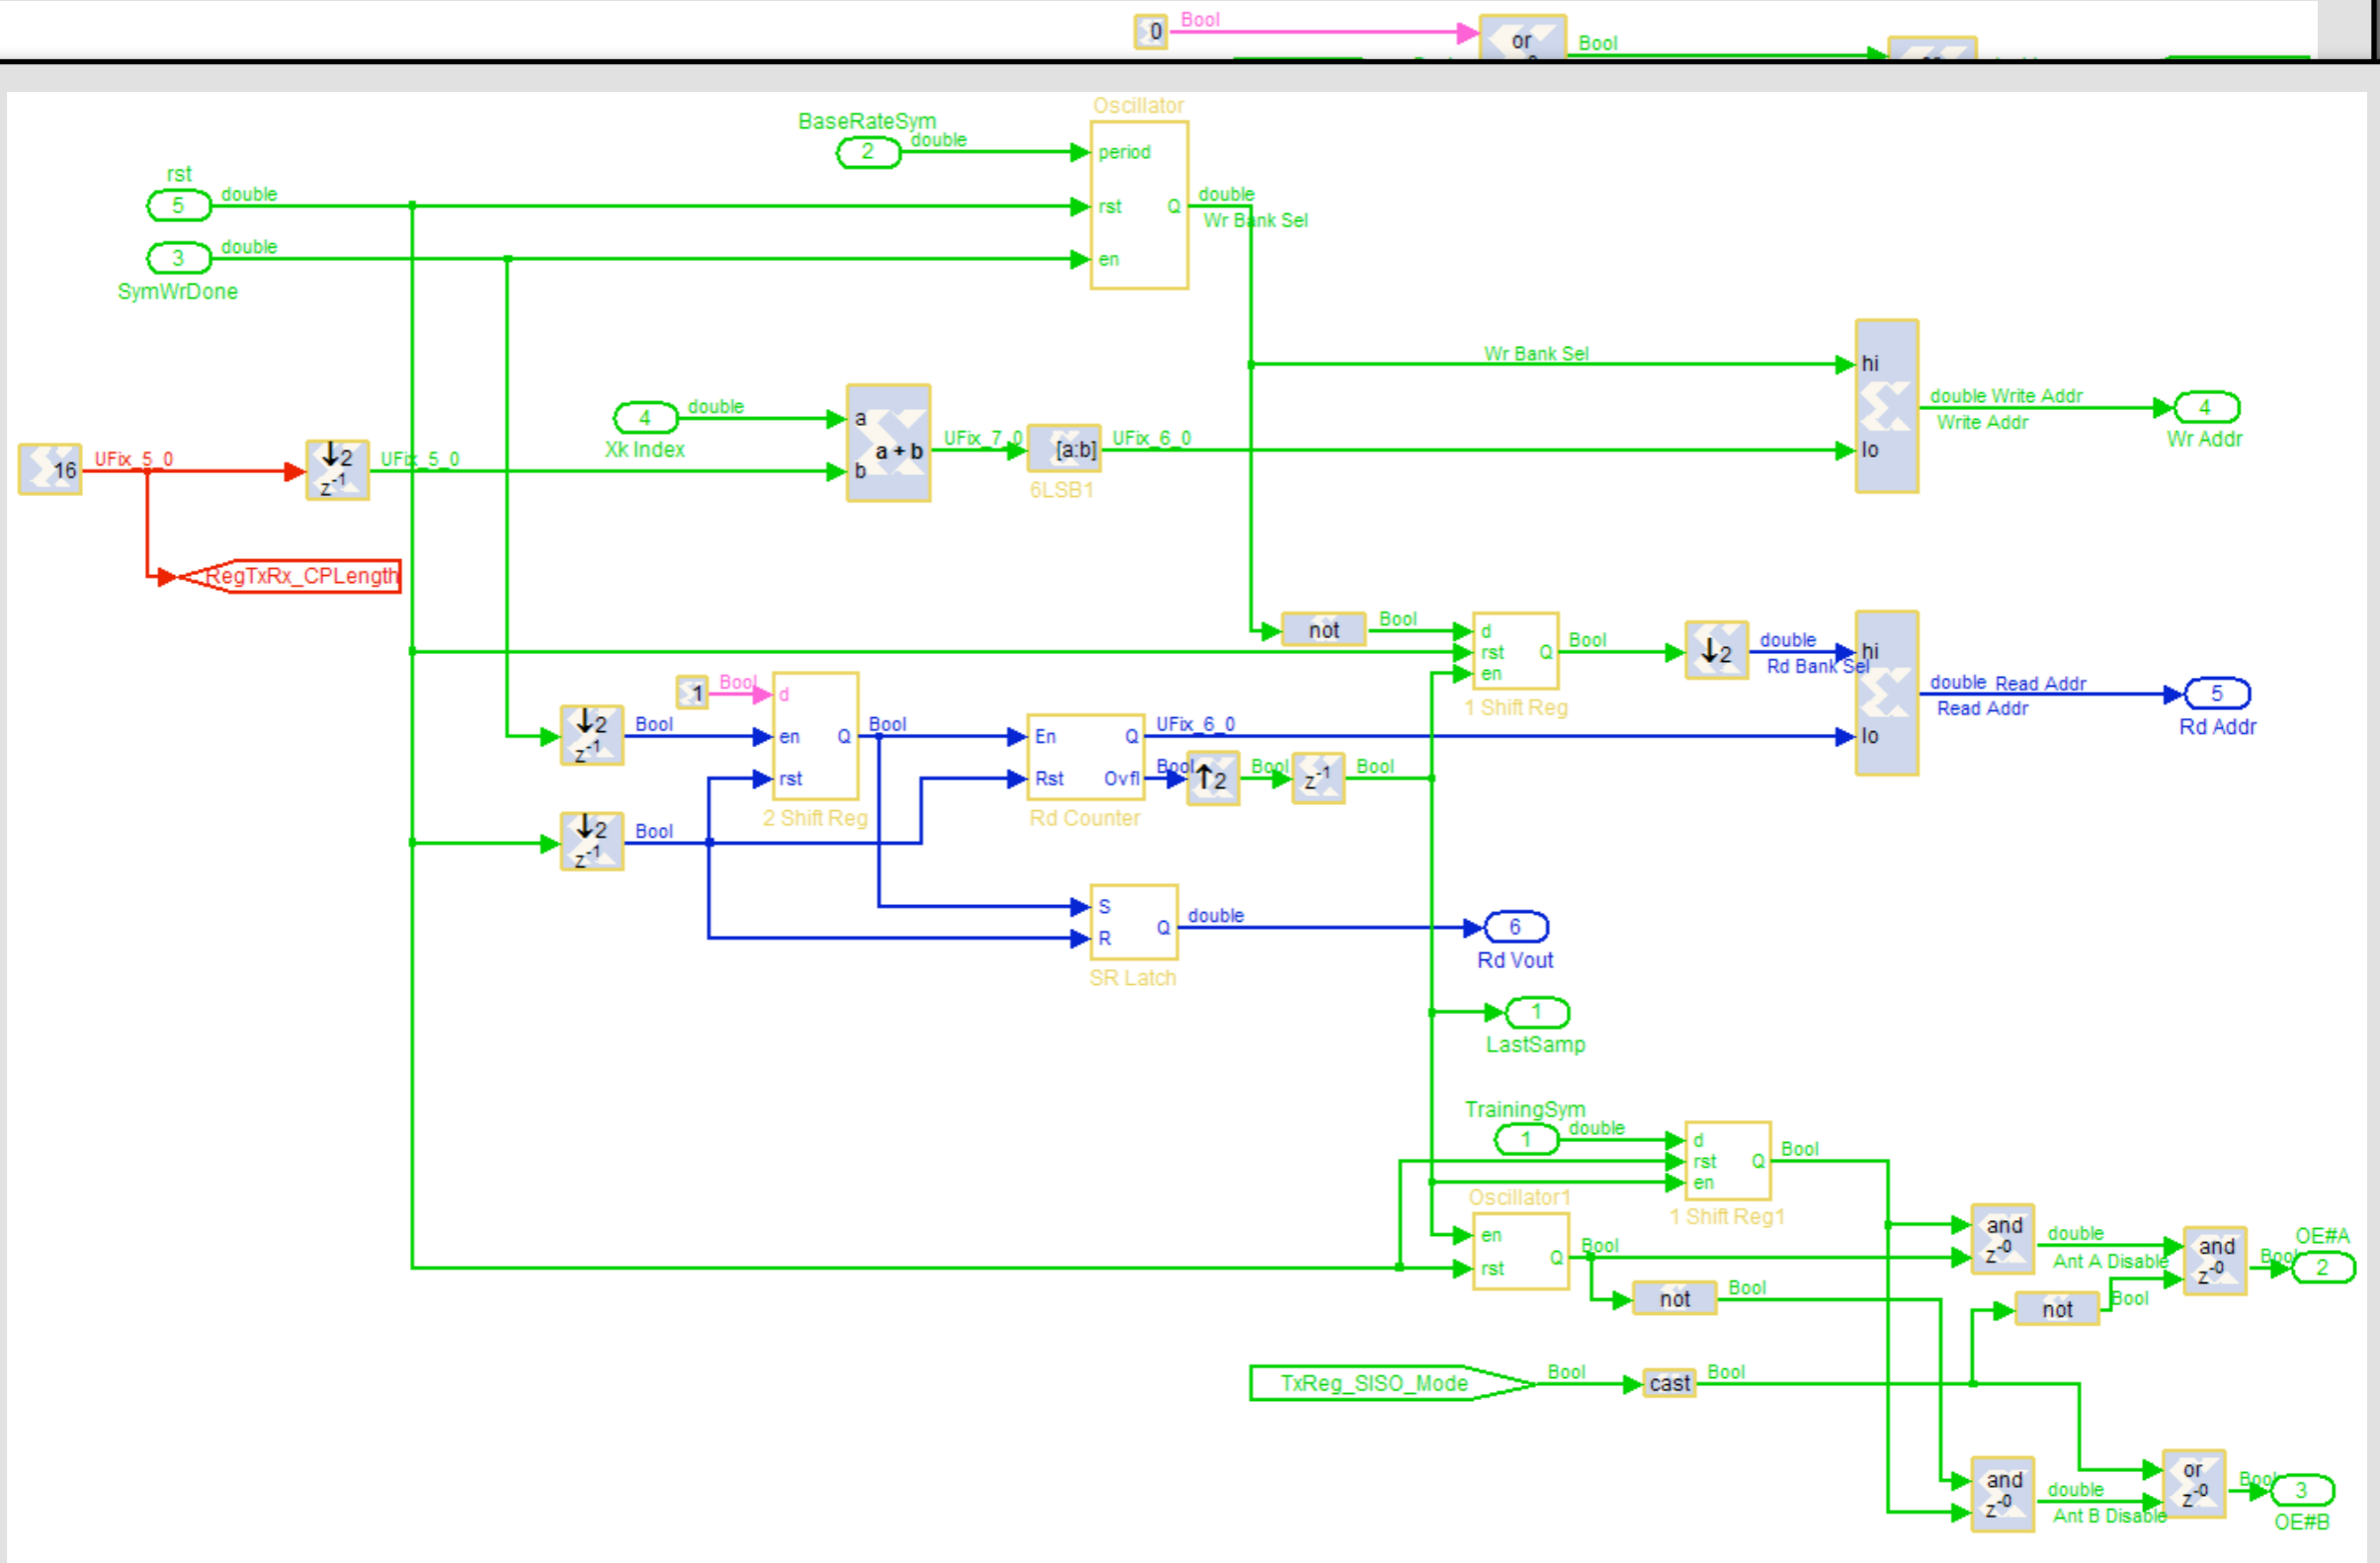 0
Bool
or
Bool
Oscillator
BaseRateSym
2
double
period
rst
5
double
rst
Q
double
Wr Bank Sel
3
double
en
SymWrDone
Wr Bank Sel
hi
double Write Addr
Write Addr
4
Wr Addr
lo
4
double
Xk Index
a
a + b
b
UFix_7_0
[a:b]
UFix_6_0
6LSB1
16
UFix_5_0
↓2
z-1
UFix_5_0
RegTxRx_CPLength
not
Bool
d
rst
en
Q
Bool
1 Shift Reg
↓2
double
Rd Bank Sel
hi
double Read Addr
Read Addr
5
Rd Addr
lo
1
Bool
d
en
Q
rst
Bool
2 Shift Reg
↓2
z-1
Bool
En
Q
UFix_6_0
Rst
Ovfl
Bool
↑2
Bool
z-1
Bool
Rd Counter
↓2
z-1
Bool
S
R
Q
double
SR Latch
6
Rd Vout
1
LastSamp
TrainingSym
1
double
d
rst
en
Q
Bool
1 Shift Reg1
Oscillator1
en
rst
Q
Bool
not
Bool
and
z-0
double
Ant A Disable
and
z-0
Bool
OE#A
2
not
Bool
TxReg_SISO_Mode
Bool
cast
Bool
and
z-0
double
Ant B Disable
or
z-0
Bool
3
OE#B